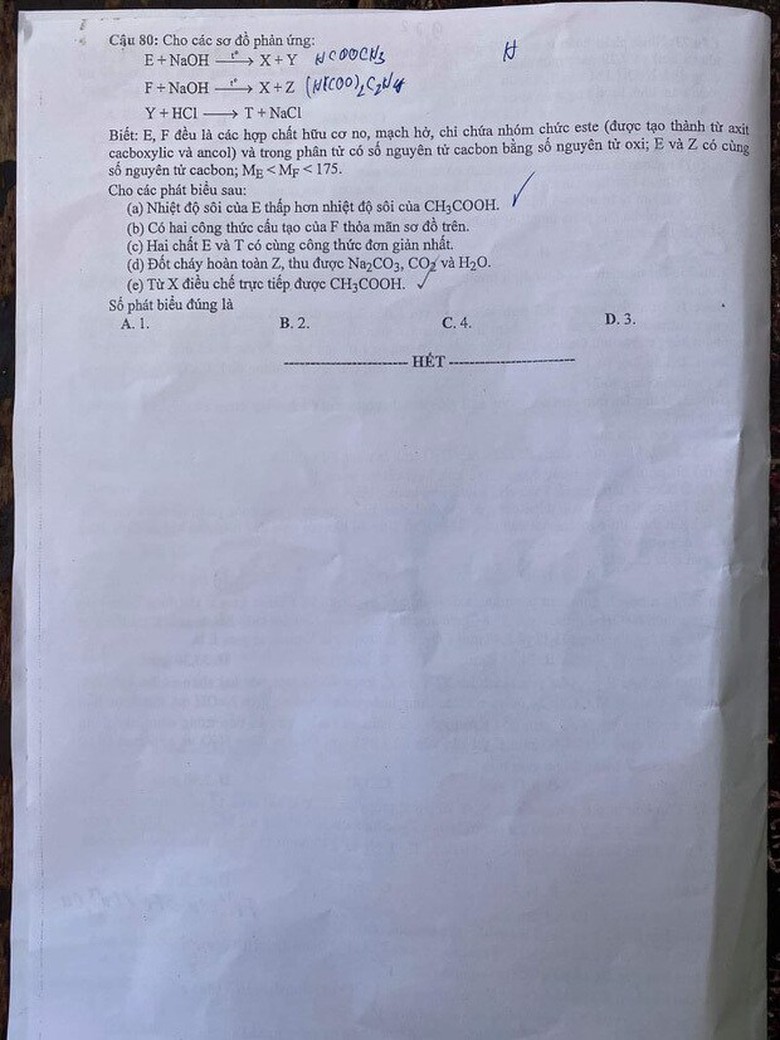 Câu 80: Cho các sơ đồ phản ứng:
E + NaOH —t°→ X + Y HCOOCH3
F + NaOH —t°→ X + Z (HCOO)2C2H4
H
Y + HCl ⟶ T + NaCl
Biết: E, F đều là các hợp chất hữu cơ no, mạch hở, chỉ chứa nhóm chức este (được tạo thành từ axit
cacboxylic và ancol) và trong phân tử có số nguyên tử cacbon bằng số nguyên tử oxi; E và Z có cùng
số nguyên tử cacbon; ME < MF < 175.
Cho các phát biểu sau:
(a) Nhiệt độ sôi của E thấp hơn nhiệt độ sôi của CH3COOH. ✓
(b) Có hai công thức cấu tạo của F thỏa mãn sơ đồ trên.
(c) Hai chất E và T có cùng công thức đơn giản nhất.
(d) Đốt cháy hoàn toàn Z, thu được Na2CO3, CO2 và H2O.
(e) Từ X điều chế trực tiếp được CH3COOH. ✓
Số phát biểu đúng là
A. 1. B. 2. C. 4. D. 3.
HẾT